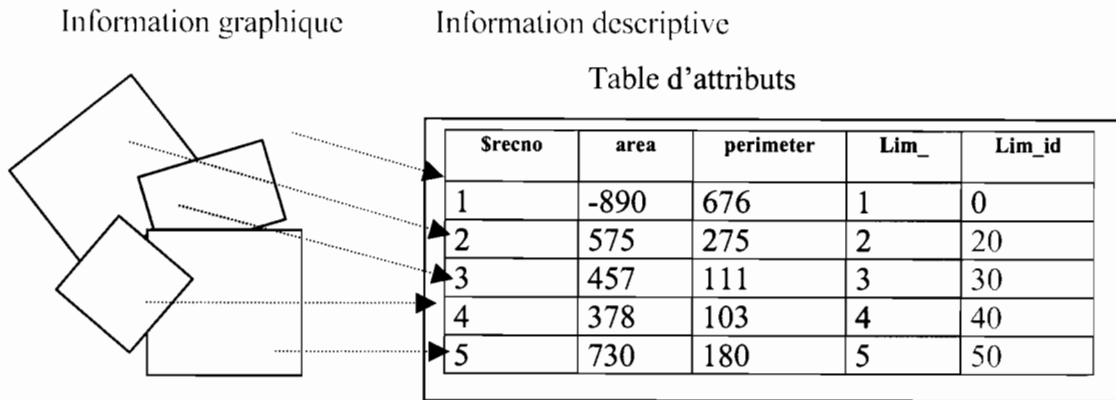 Information graphique Information descriptive
Table d'attributs
$recno area perimeter Lim_ Lim_id
1 -890 676 1 0
2 575 275 2 20
3 457 111 3 30
4 378 103 4 40
5 730 180 5 50